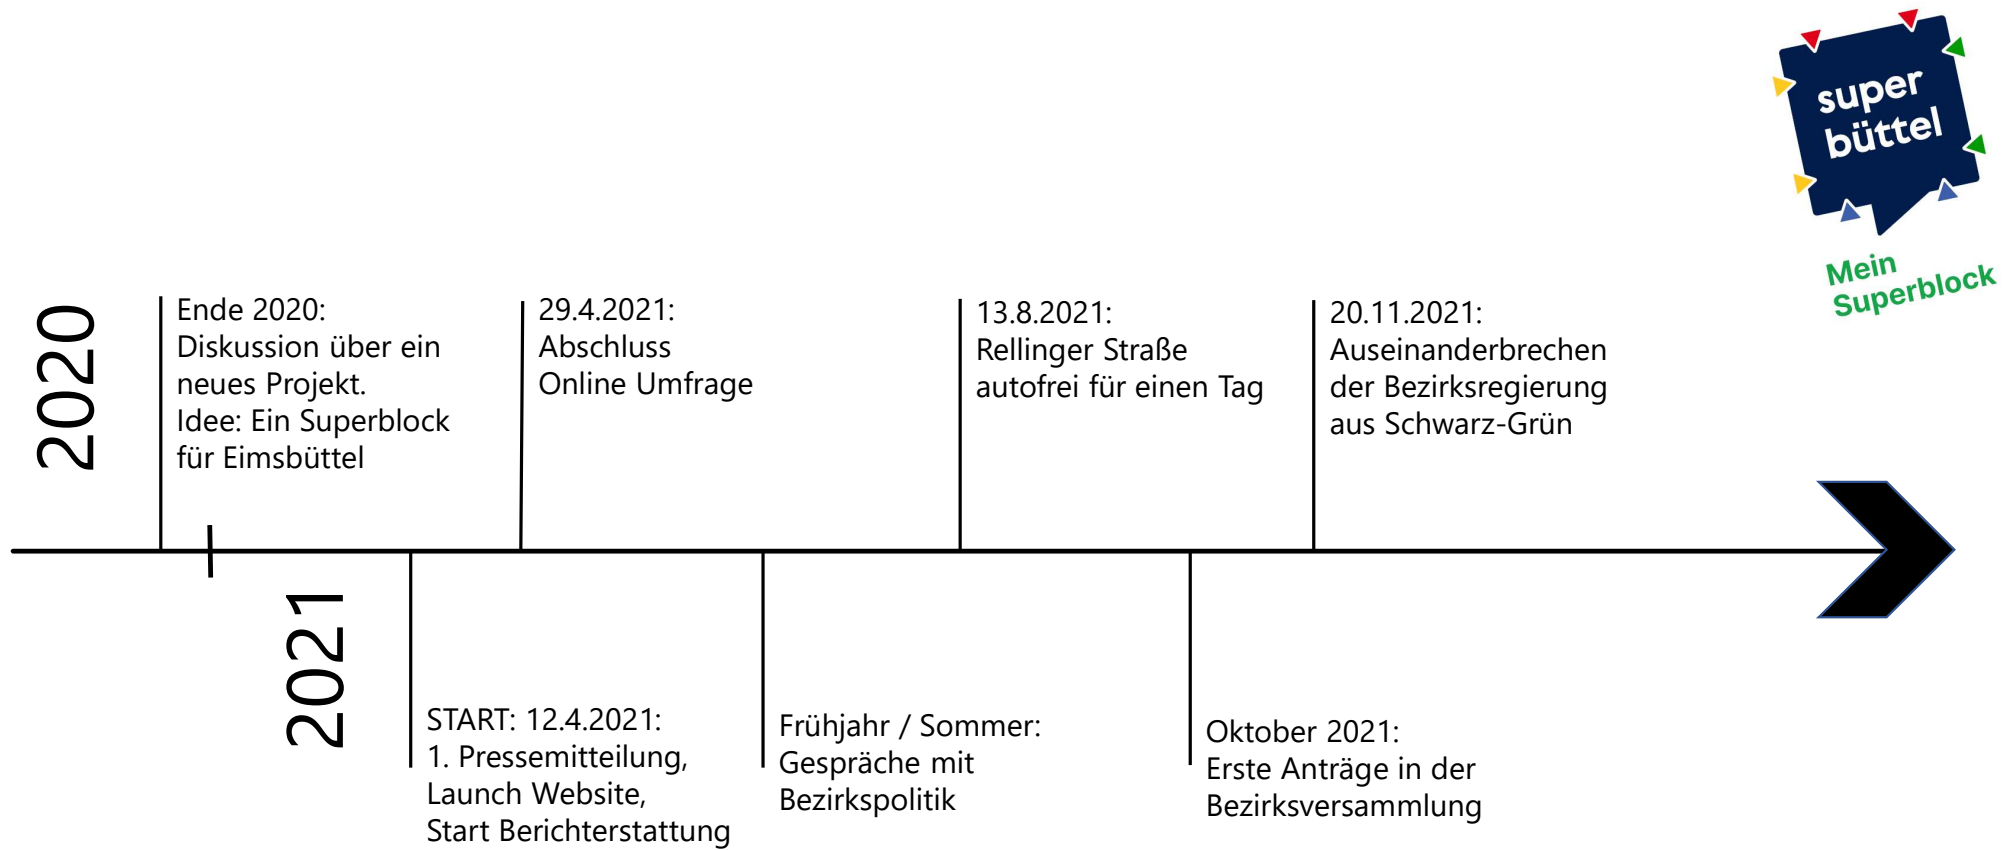 super
büttel
Mein
Superblock
2020
Ende 2020:
Diskussion über ein
neues Projekt.
Idee: Ein Superblock
für Eimsbüttel
29.4.2021:
Abschluss
Online Umfrage
13.8.2021:
Rellinger Straße
autofrei für einen Tag
20.11.2021:
Auseinanderbrechen
der Bezirksregierung
aus Schwarz-Grün
2021
START: 12.4.2021:
1. Pressemitteilung,
Launch Website,
Start Berichterstattung
Frühjahr / Sommer:
Gespräche mit
Bezirkspolitik
Oktober 2021:
Erste Anträge in der
Bezirksversammlung